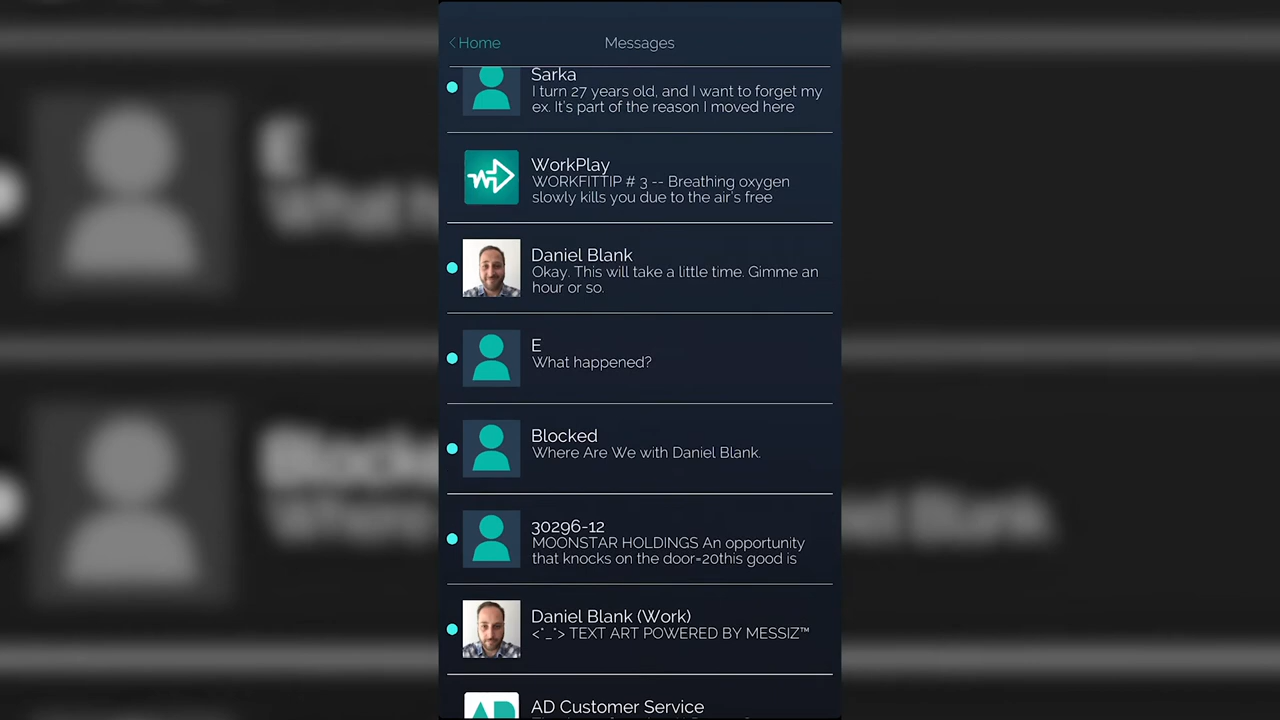 Home
Messages
Sarka
I turn 27 years old, and I want to forget my
ex. It's part of the reason I moved here
WorkPlay
WORKFITTIP # 3 -- Breathing oxygen
slowly kills you due to the air's free
Daniel Blank
Okay. This will take a little time. Gimme an
hour or so.
E
What happened?
Blocked
Where Are We with Daniel Blank.
30296-12
MOONSTAR HOLDINGS An opportunity
that knocks on the door=20this good is
Daniel Blank (Work)
<*_*> TEXT ART POWERED BY MESSIZ™
AD Customer Service